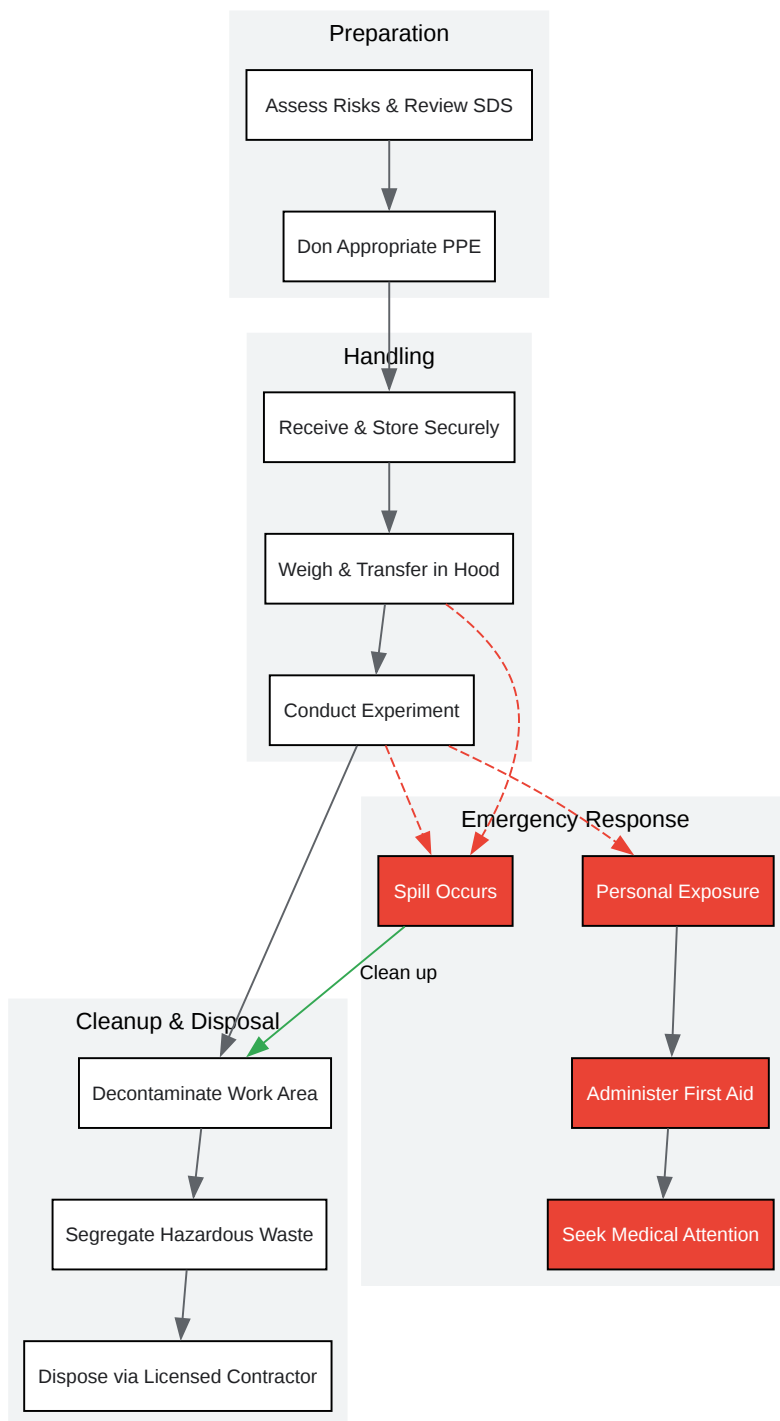 Preparation
Assess Risks & Review SDS
Don Appropriate PPE
Handling
Receive & Store Securely
Weigh & Transfer in Hood
Conduct Experiment
Emergency Response
Spill Occurs
Personal Exposure
Clean up
Cleanup & Disposal
Decontaminate Work Area
Administer First Aid
Segregate Hazardous Waste
Seek Medical Attention
Dispose via Licensed Contractor